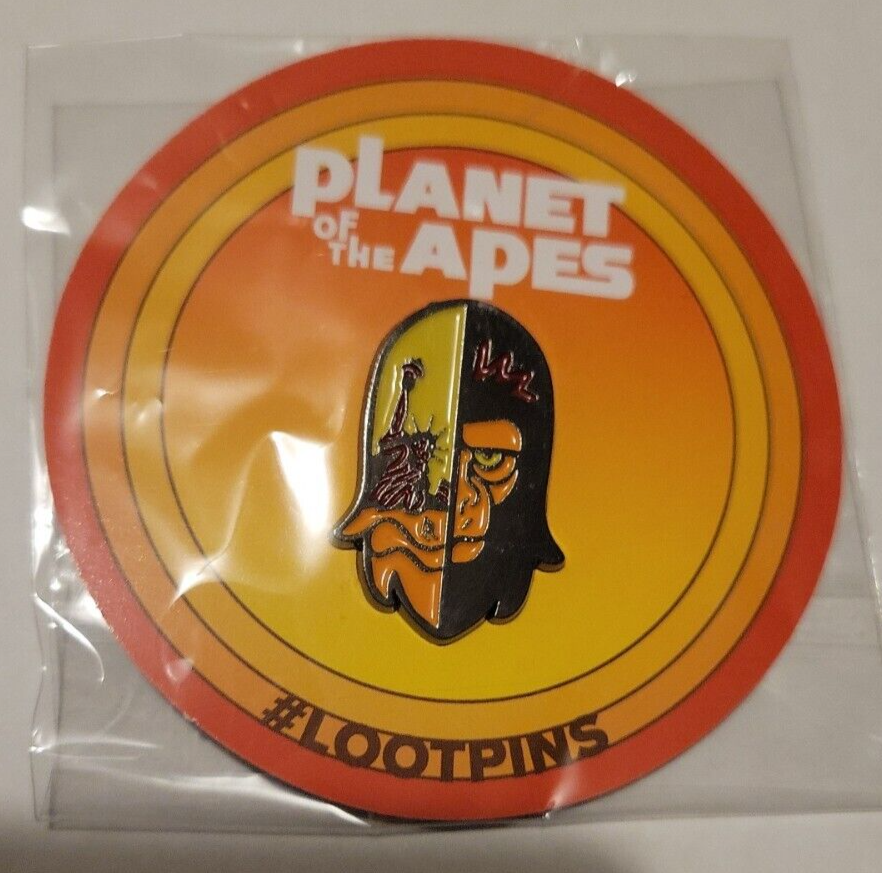 PLANET
OF
THE APES
#LOOTPINS